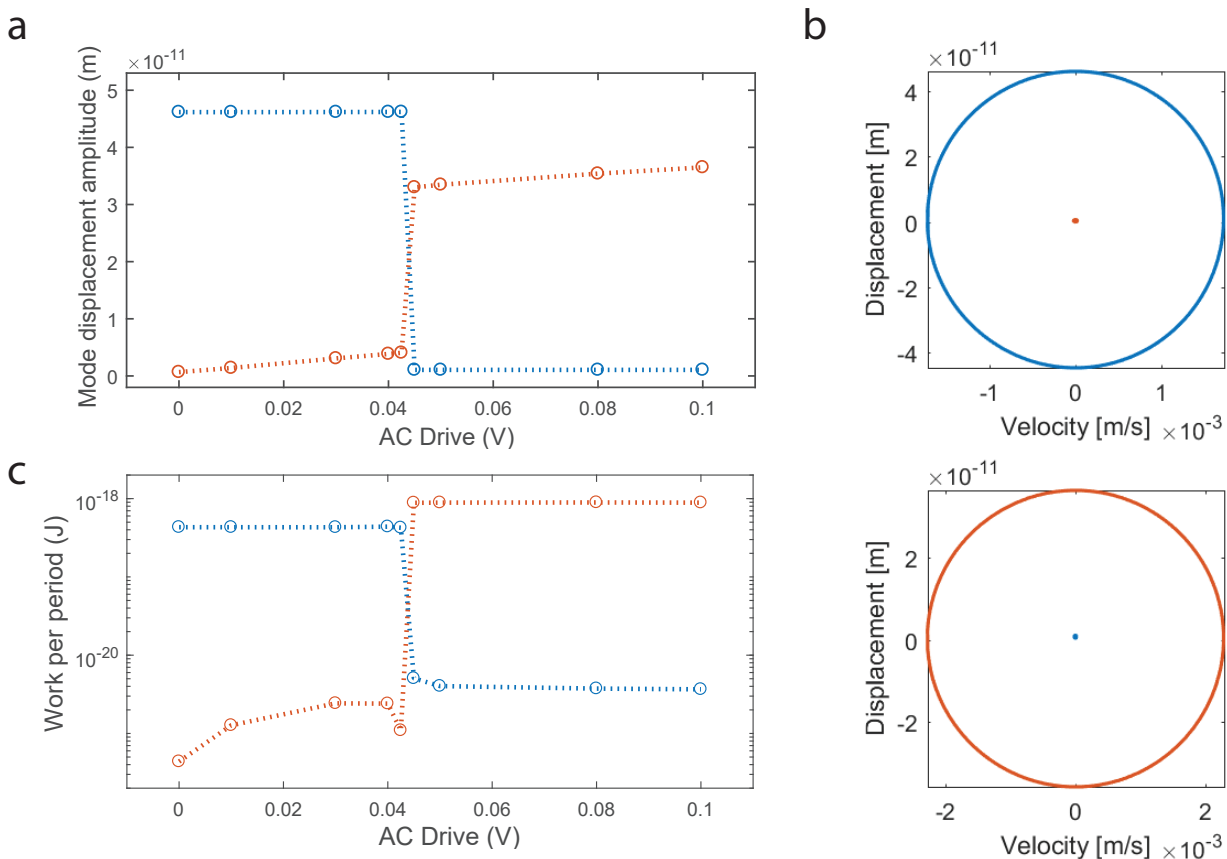 a
×10-11
Mode displacement amplitude (m)
5
4
3
2
1
0
0 0.02 0.04 0.06 0.08 0.1
AC Drive (V)
b
×10-11
Displacement [m]
4
2
0
-2
-4
-1 0 1
Velocity [m/s] ×10-3
c
Work per period (J)
10-18
10-20
0 0.02 0.04 0.06 0.08 0.1
AC Drive (V)
×10-11
Displacement [m]
2
0
-2
-2 0 2
Velocity [m/s] ×10-3